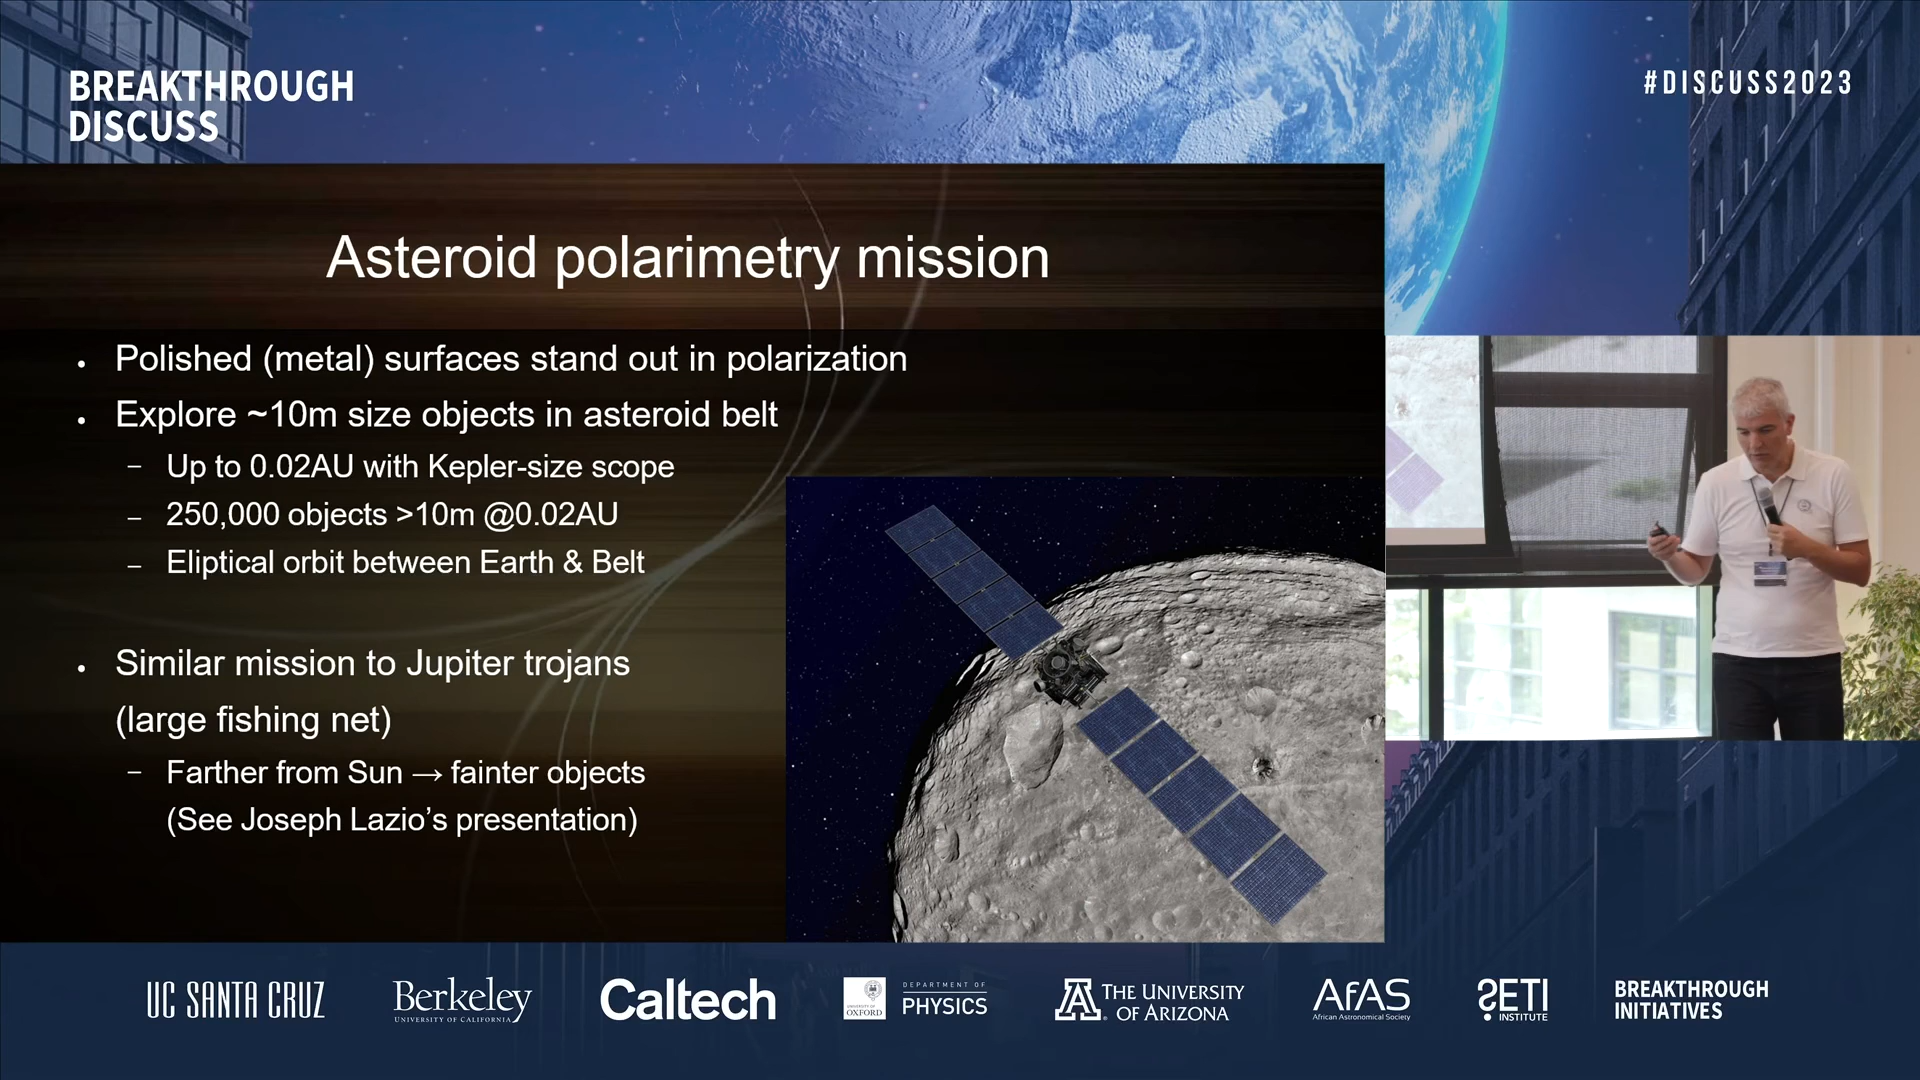 BREAKTHROUGH
DISCUSS
#DISCUSS2023
Asteroid polarimetry mission
• Polished (metal) surfaces stand out in polarization
• Explore ~10m size objects in asteroid belt
– Up to 0.02AU with Kepler-size scope
– 250,000 objects >10m @0.02AU
– Eliptical orbit between Earth & Belt
• Similar mission to Jupiter trojans
(large fishing net)
– Farther from Sun → fainter objects
(See Joseph Lazio's presentation)
UC SANTA CRUZ
Berkeley
UNIVERSITY OF CALIFORNIA
Caltech
UNIVERSITY OF
OXFORD
DEPARTMENT OF
PHYSICS
A
THE UNIVERSITY
OF ARIZONA
AfAS
African Astronomical Society
SETI
INSTITUTE
BREAKTHROUGH
INITIATIVES